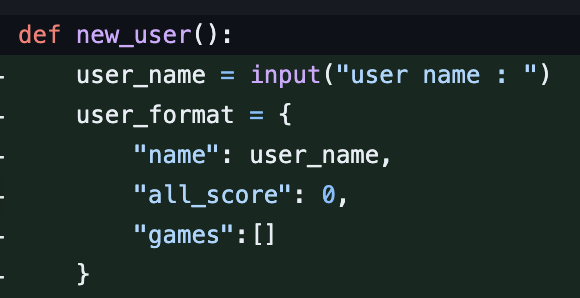 def new_user():
    user_name = input("user name : ")
    user_format = {
        "name": user_name,
        "all_score": 0,
        "games":[]
    }